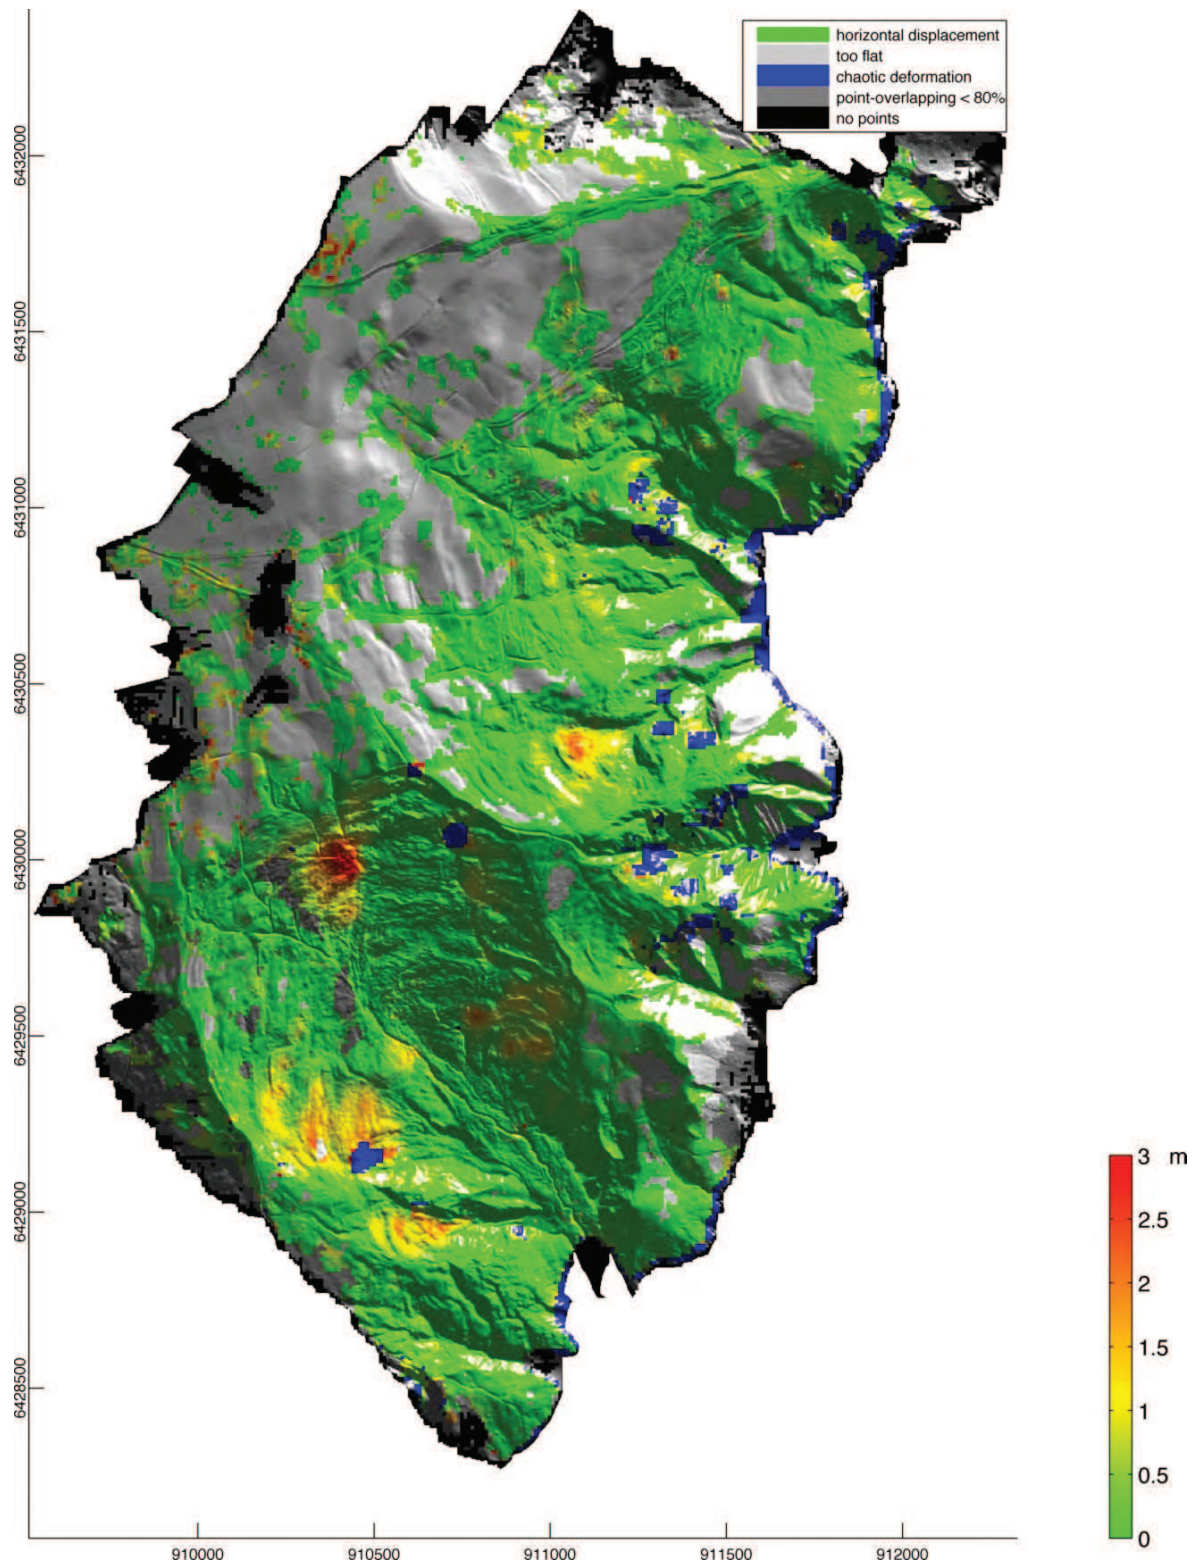 horizontal displacement
too flat
chaotic deformation
point-overlapping < 80%
no points
6432000
6431500
6431000
6430500
6430000
6429500
6429000
6428500
3 m
2.5
2
1.5
1
0.5
0
910000 910500 911000 911500 912000